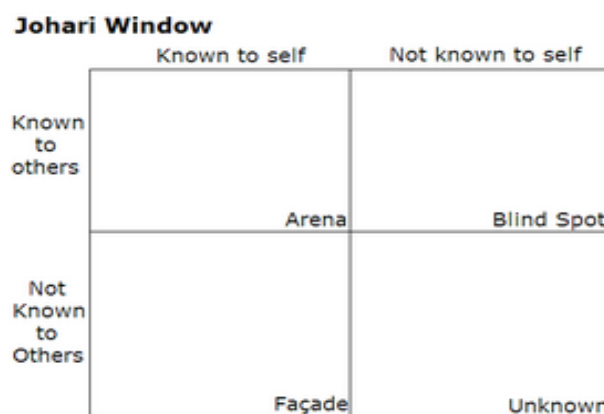 Johari Window
Known to self
Not known to self
Known
to
others
Arena
Blind Spot
Not
Known
to
Others
Façade
Unknown